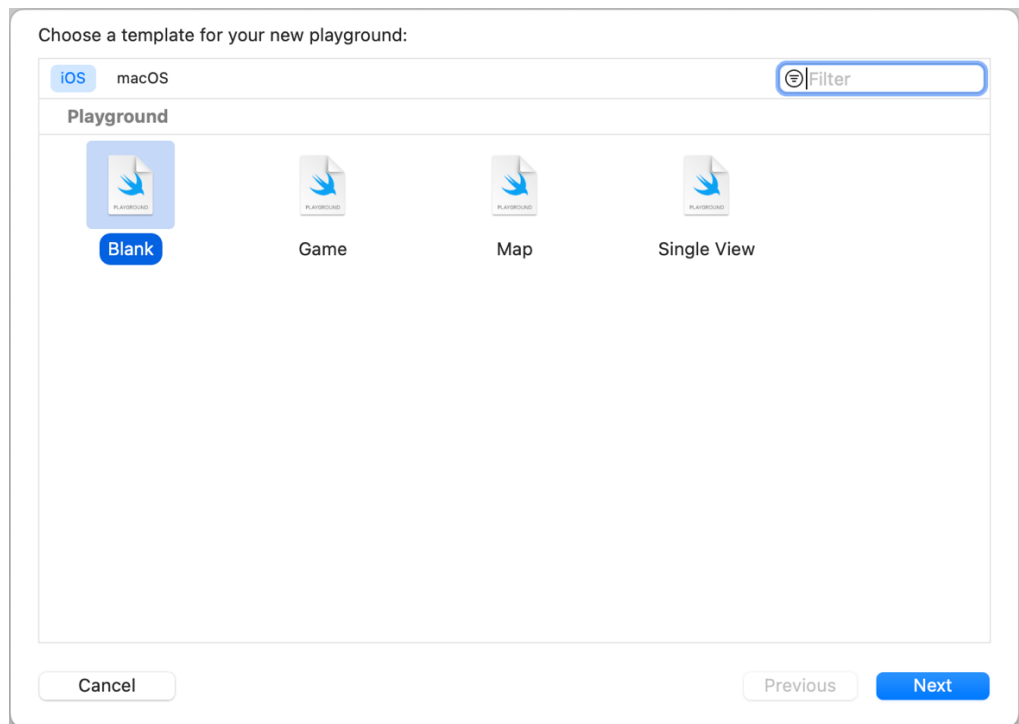 Choose a template for your new playground:
iOS macOS Filter
Playground
PLAYGROUND PLAYGROUND PLAYGROUND PLAYGROUND
Blank Game Map Single View
Cancel Previous Next